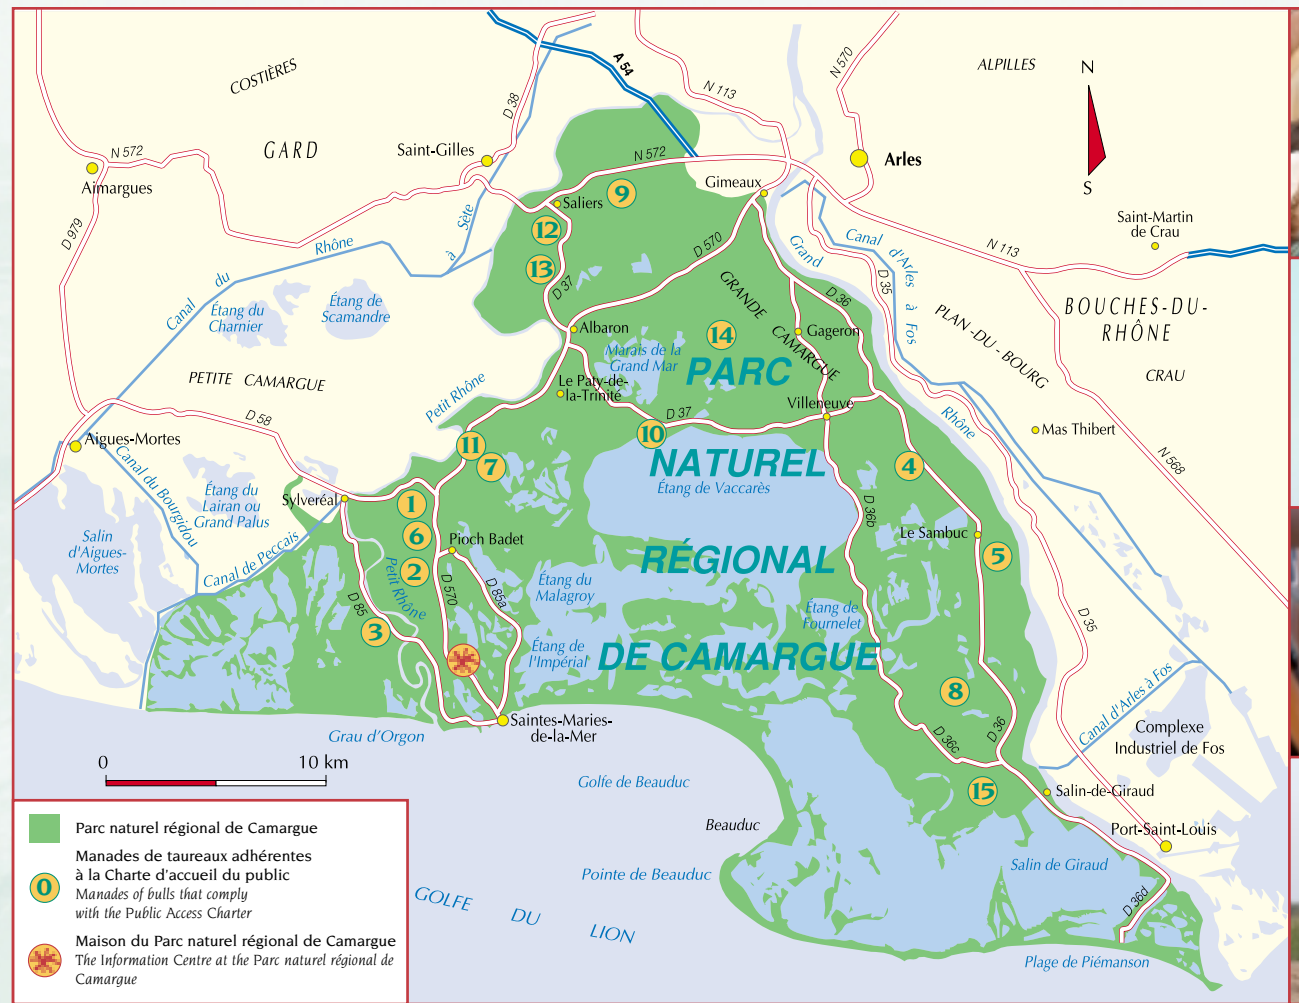 COSTIÈRES
A 54
N 570
ALPILLES
N
S
N 113
D 38
GARD
Saint-Gilles
N 572
N 572
Arles
Aimargues
Gimeaux
9
Saliers
12
13
D 979
Sète
à
Rhône
du
Canal
Grand
Canal d'Arles à Fos
Saint-Martin
de Crau
N 113
D 570
D 37
D 36
D 35
GRANDE CAMARGUE
PLAN-DU-BOURG
BOUCHES-DU-
RHÔNE
CRAU
Étang du
Charnier
Étang de
Scamandre
Albaron
14
Gageron
Marais de la
Grand Mar
PARC
PETITE CAMARGUE
Petit Rhône
Le Paty-de-
la-Trinité
D 37
Villeneuve
Rhône
Mas Thibert
D 58
Aigues-Mortes
10
11
7
4
N 568
NATUREL
Étang de Vaccarès
Canal du Bourgidou
Étang du
Lairan ou
Grand Palus
Sylveréal
1
6
2
D 36b
Salin
d'Aigues-
Mortes
Canal de Peccais
Pioch Badet
Le Sambuc
5
RÉGIONAL
Petit Rhône
D 85
D 570
D 85a
Étang du
Malagroy
Étang de
Fournelet
3
Étang de
l'Impérial
DE CAMARGUE
D 35
8
Canal d'Arles à Fos
Saintes-Maries-
de-la-Mer
Grau d'Orgon
D 36c
D 36
Complexe
Industriel de Fos
0 10 km
Golfe de Beauduc
15
Salin-de-Giraud
Beauduc
Port-Saint-Louis
Pointe de Beauduc
Salin de Giraud
D 36d
GOLFE DU LION
Plage de Piémanson
Parc naturel régional de Camargue
Manades de taureaux adhérentes
à la Charte d'accueil du public
0
Manades of bulls that comply
with the Public Access Charter
Maison du Parc naturel régional de Camargue
The Information Centre at the Parc naturel régional de
Camargue